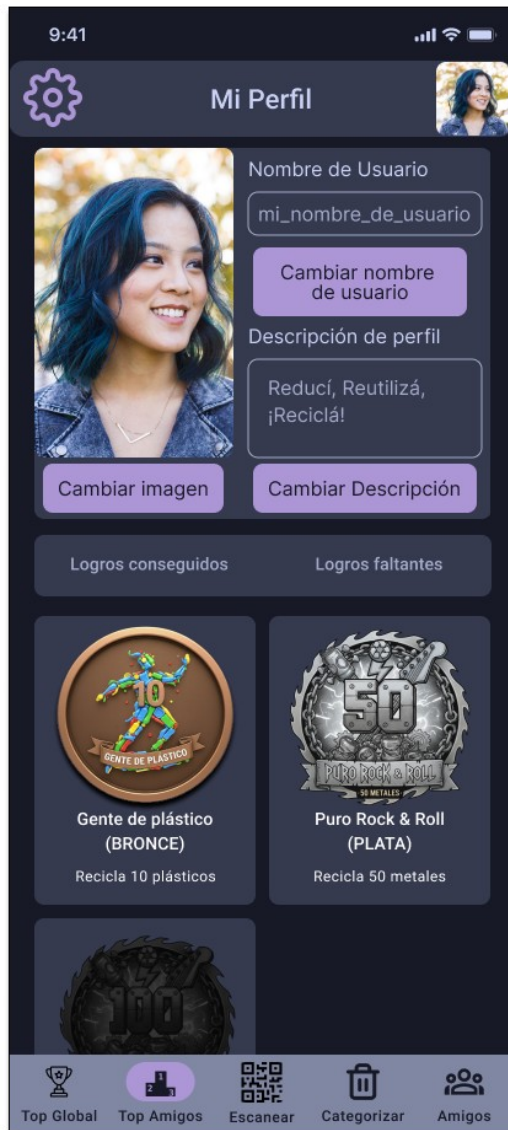 9:41
Mi Perfil
Nombre de Usuario
mi_nombre_de_usuario
Cambiar nombre
de usuario
Descripción de perfil
Reducí, Reutilizá,
¡Reciclá!
Cambiar imagen
Cambiar Descripción
Logros conseguidos
Logros faltantes
10
GENTE DE PLÁSTICO
Gente de plástico
(BRONCE)
Recicla 10 plásticos
50
PURO ROCK & ROLL
50 METALES
Puro Rock & Roll
(PLATA)
Recicla 50 metales
100
1
2
3
Top Global
Top Amigos
Escanear
Categorizar
Amigos